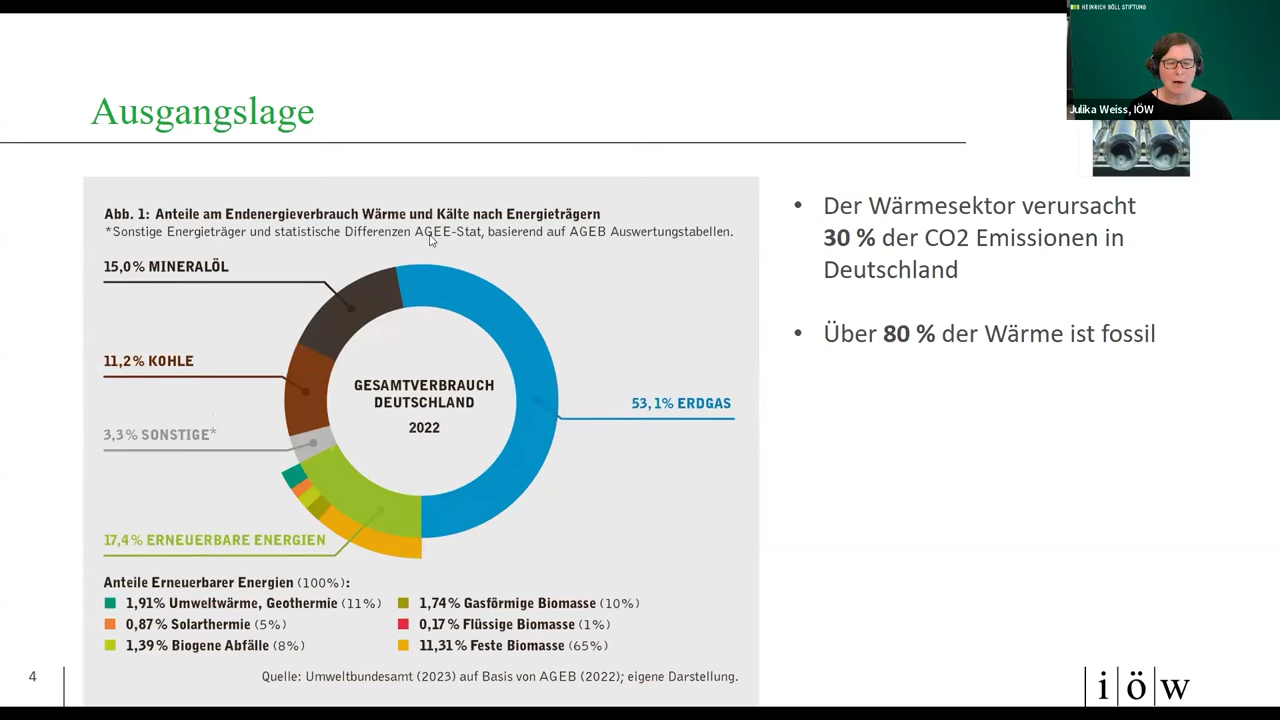 HEINRICH BÖLL STIFTUNG
Julika Weiss, IÖW
Ausgangslage
Abb. 1: Anteile am Endenergieverbrauch Wärme und Kälte nach Energieträgern
*Sonstige Energieträger und statistische Differenzen AGEE-Stat, basierend auf AGEB Auswertungstabellen.
15,0% MINERALÖL
11,2% KOHLE
3,3% SONSTIGE*
17,4% ERNEUERBARE ENERGIEN
GESAMTVERBRAUCH
DEUTSCHLAND
2022
53,1% ERDGAS
Anteile Erneuerbarer Energien (100%):
1,91% Umweltwärme, Geothermie (11%)
0,87% Solarthermie (5%)
1,39% Biogene Abfälle (8%)
1,74% Gasförmige Biomasse (10%)
0,17% Flüssige Biomasse (1%)
11,31% Feste Biomasse (65%)
Quelle: Umweltbundesamt (2023) auf Basis von AGEB (2022); eigene Darstellung.
• Der Wärmesektor verursacht
30 % der CO2 Emissionen in
Deutschland
• Über 80 % der Wärme ist fossil
4
i|ö|w